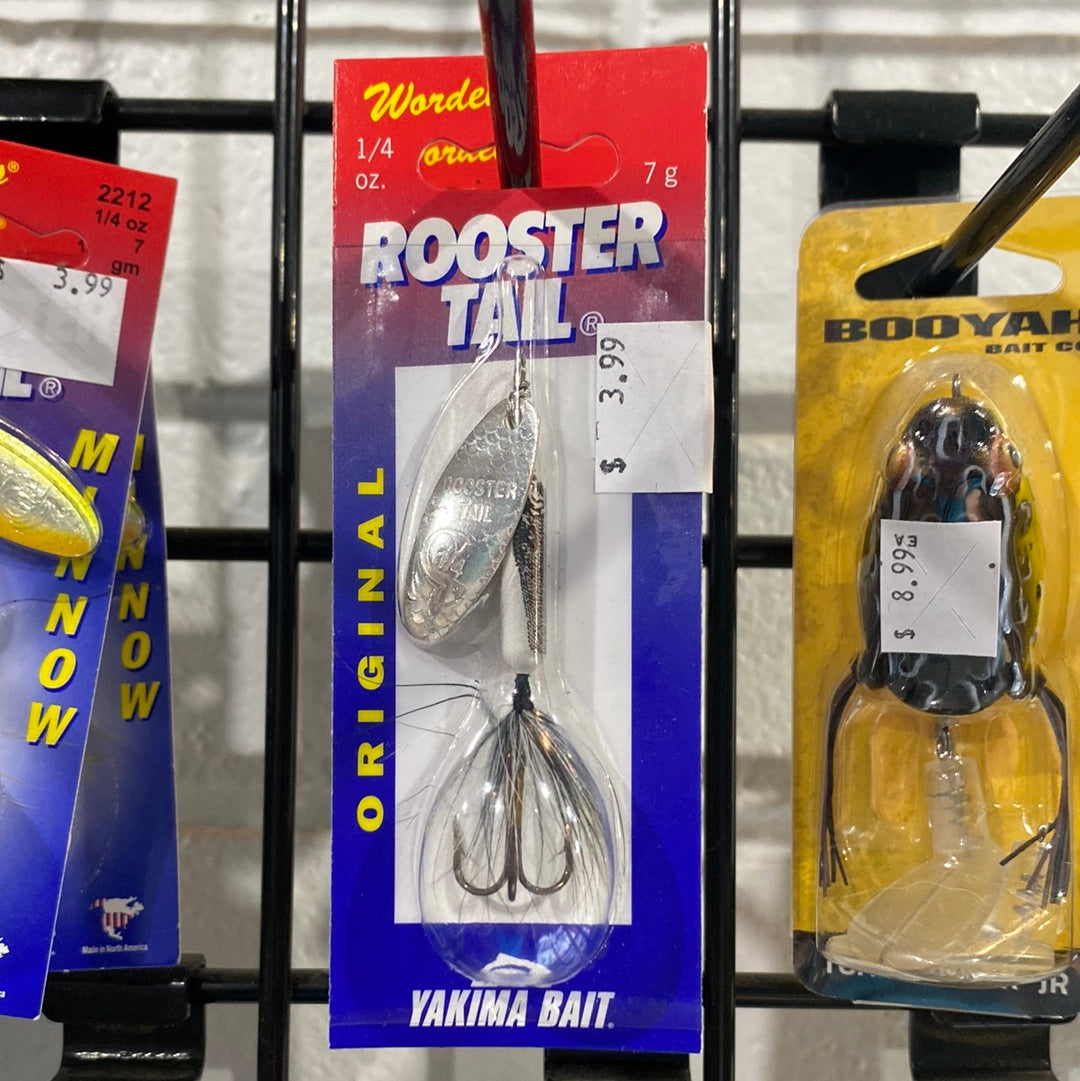 2212
1/4 oz
7
gm
$ 3.99
®
MINNOW
MINNOW
Made in North America
1/4
oz.
7 g
ROOSTER
TAIL®
$ 3.99
ROOSTER
TAIL
ORIGINAL
YAKIMA BAIT
BOOYAH
BAIT CO
$ 8.99 EA
JR